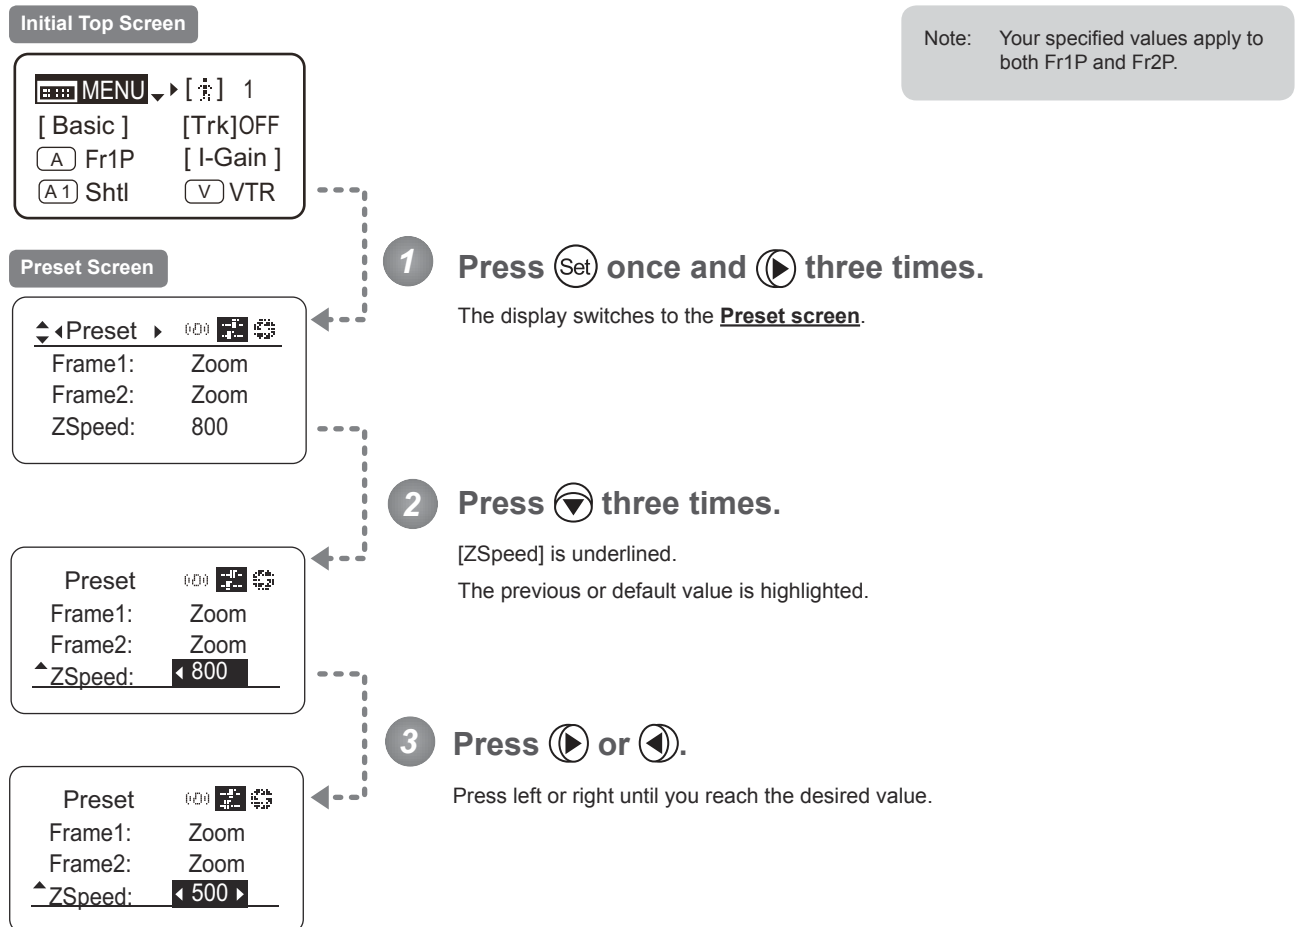 Initial Top Screen
MENU [ ] 1
[ Basic ] [Trk]OFF
A Fr1P [ I-Gain ]
A1 Shtl V VTR
Note: Your specified values apply to
both Fr1P and Fr2P.
1 Press Set once and three times.
The display switches to the Preset screen.
Preset Screen
Preset
Frame1: Zoom
Frame2: Zoom
ZSpeed: 800
2 Press three times.
[ZSpeed] is underlined.
The previous or default value is highlighted.
Preset
Frame1: Zoom
Frame2: Zoom
ZSpeed: 800
3 Press or .
Press left or right until you reach the desired value.
Preset
Frame1: Zoom
Frame2: Zoom
ZSpeed: 500